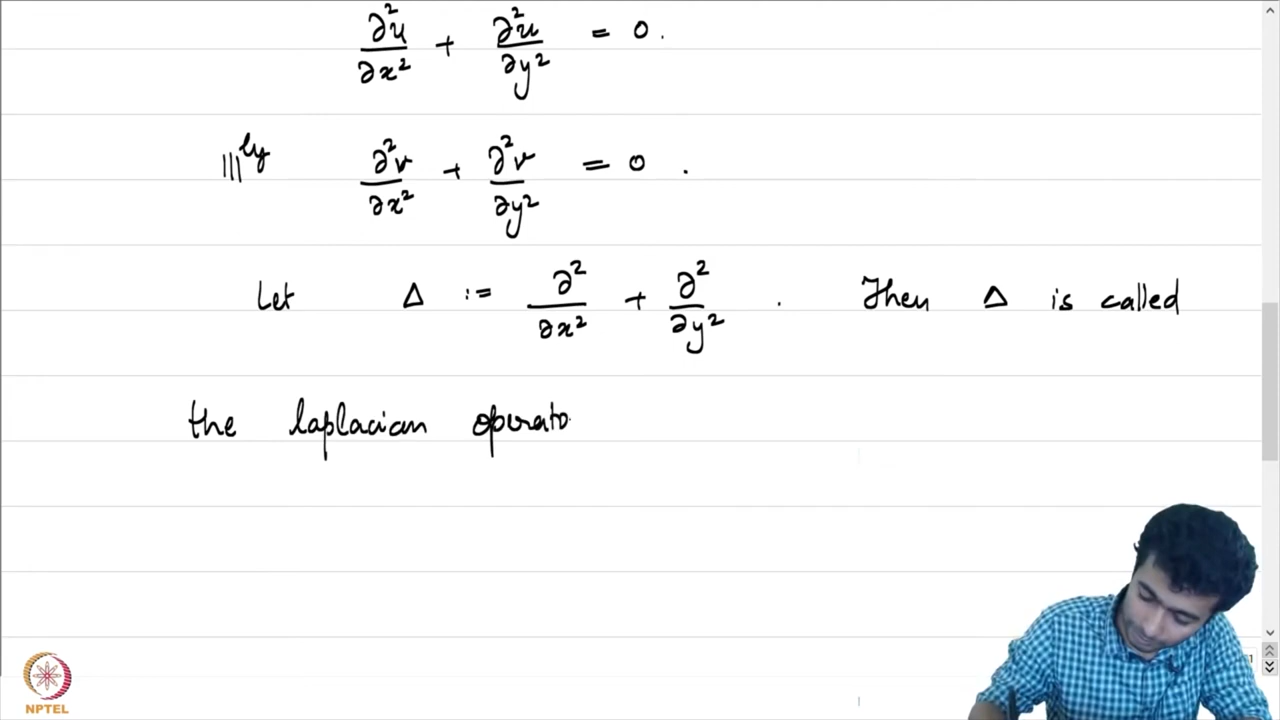 ∂²u/∂x² + ∂²u/∂y² = 0.
|||ly ∂²v/∂x² + ∂²v/∂y² = 0 .
Let Δ := ∂²/∂x² + ∂²/∂y² . Then Δ is called
the laplacian operato
1
NPTEL